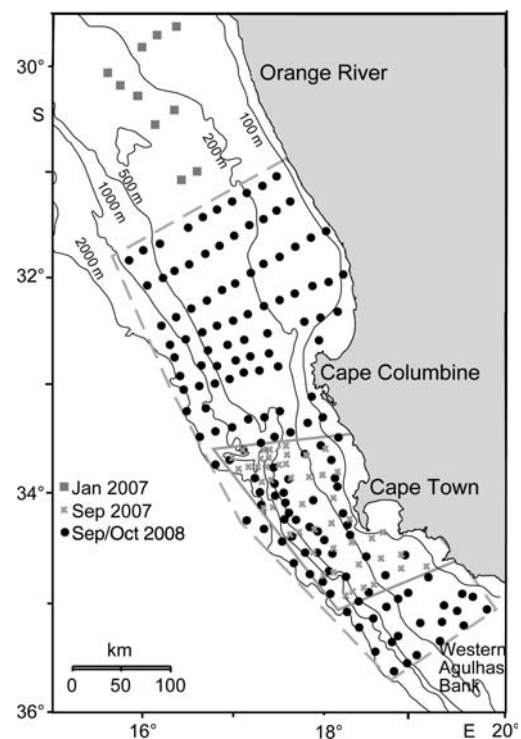 30°
S
32°
34°
36°
Orange River
100 m
200 m
500 m
1000 m
2000 m
Cape Columbine
Cape Town
Jan 2007
Sep 2007
Sep/Oct 2008
km
0 50 100
Western
Agulhas
Bank
16° 18° E 20°